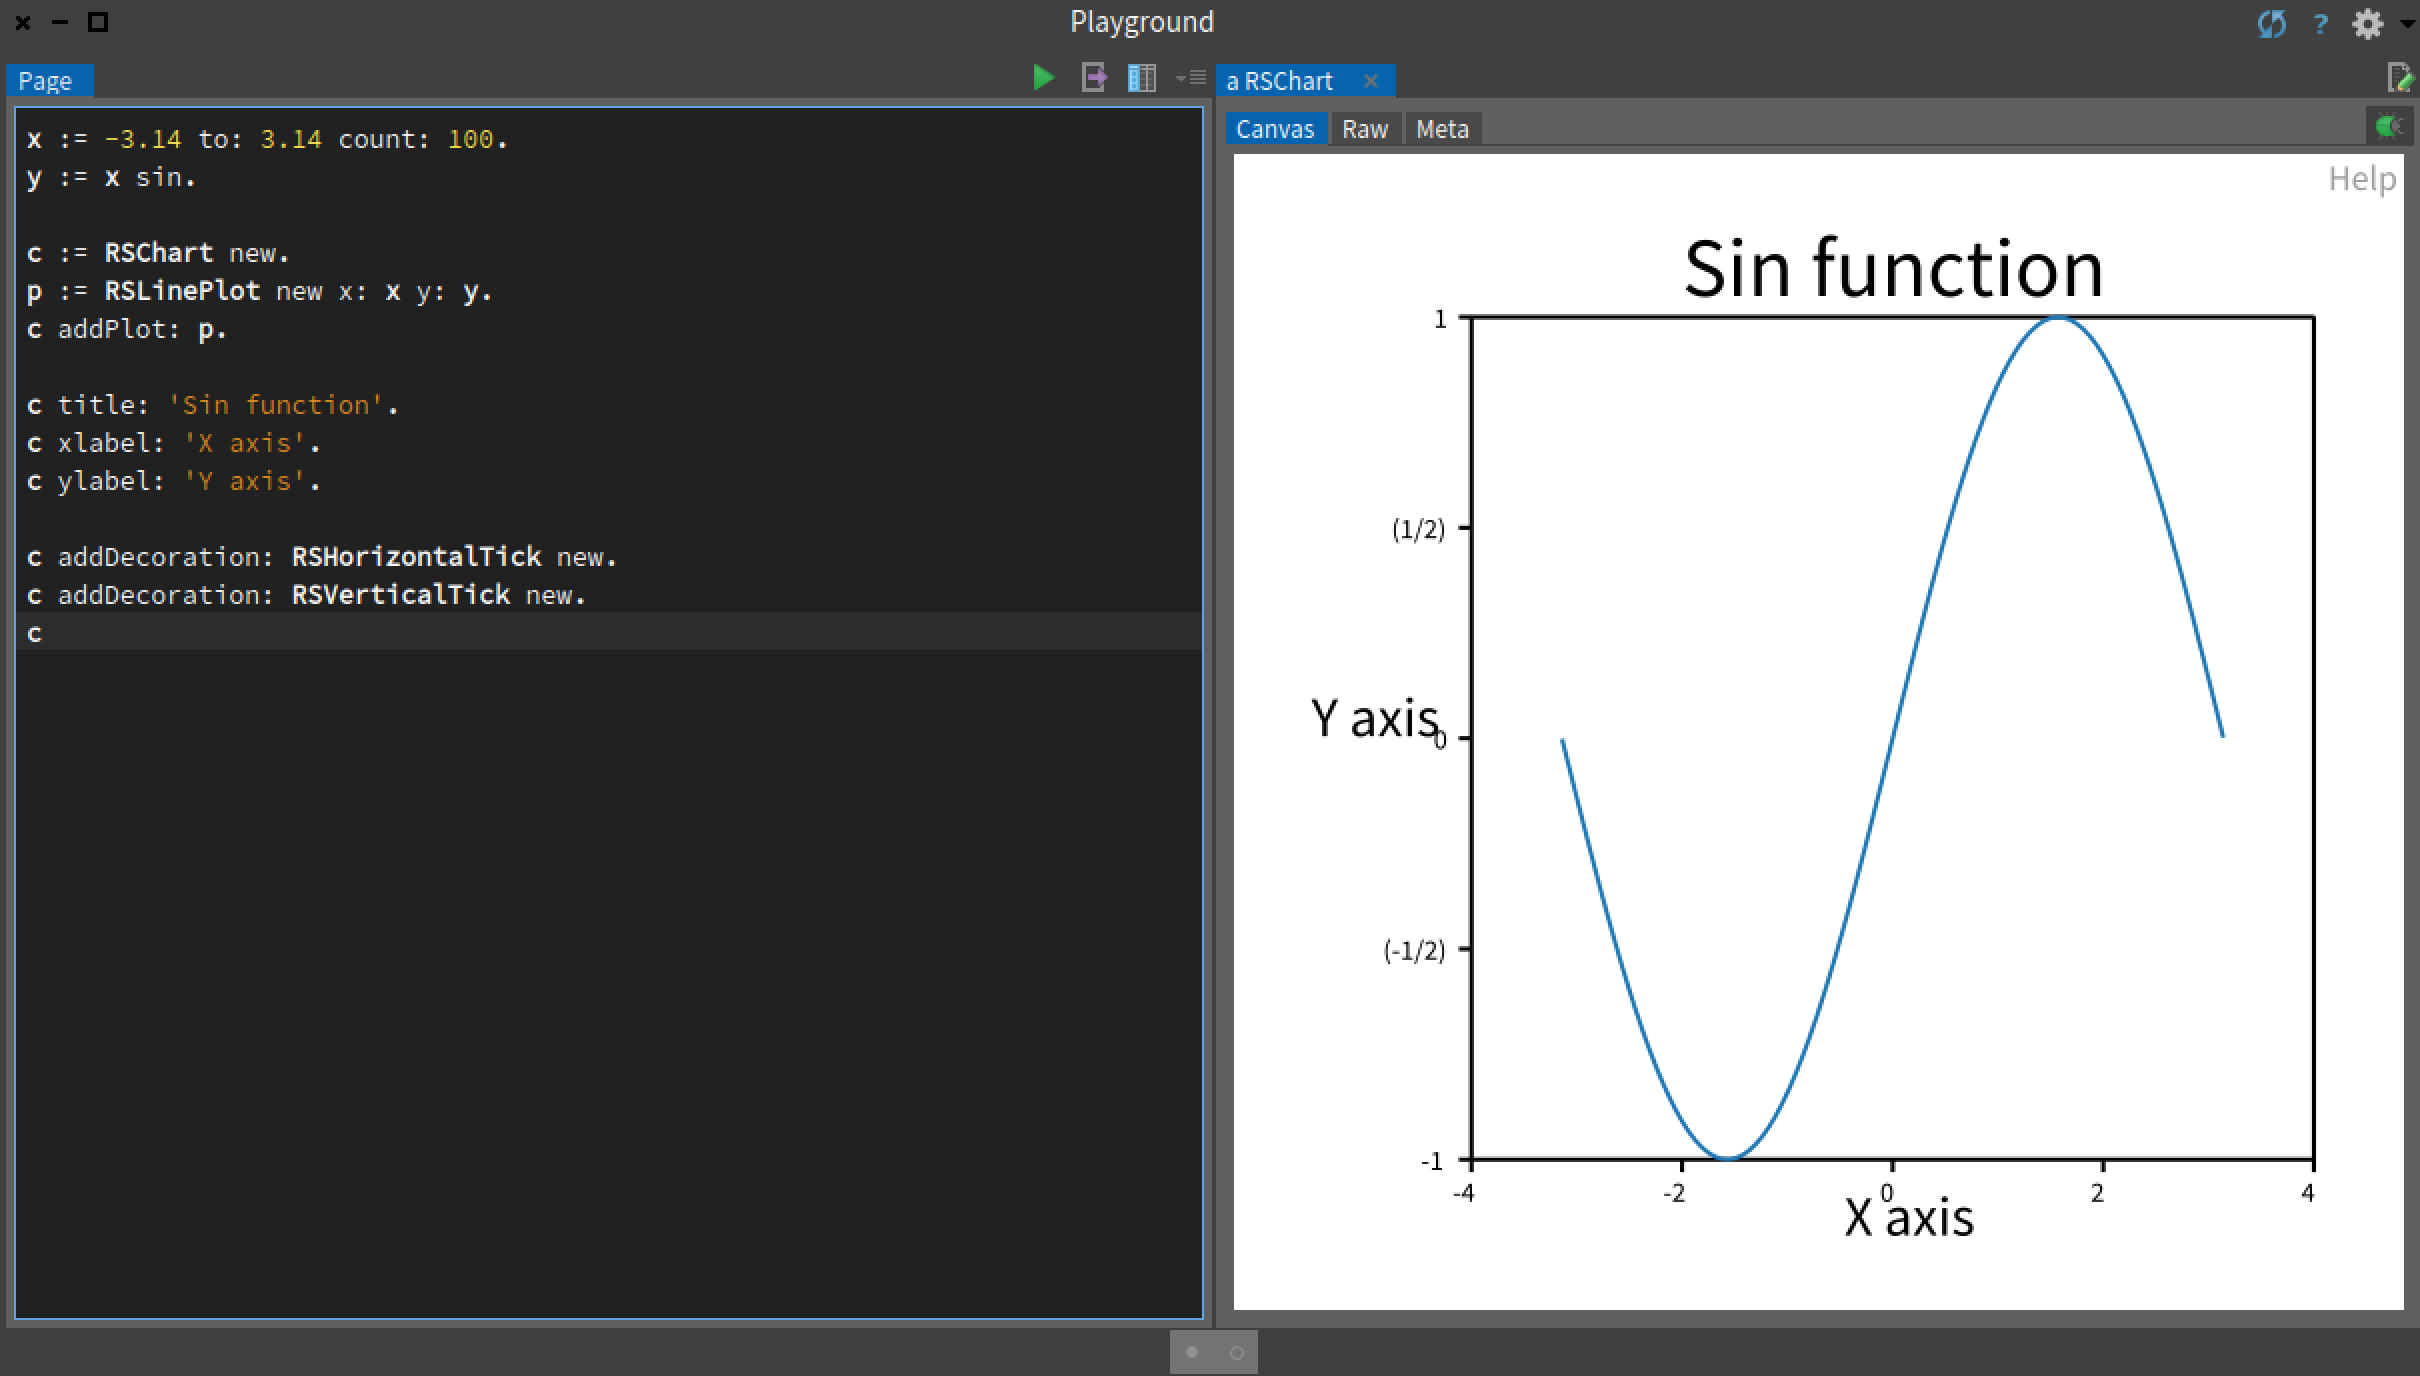 Playground
?
Page
x := -3.14 to: 3.14 count: 100.
y := x sin.
c := RSChart new.
p := RSLinePlot new x: x y: y.
c addPlot: p.
c title: 'Sin function'.
c xlabel: 'X axis'.
c ylabel: 'Y axis'.
c addDecoration: RSHorizontalTick new.
c addDecoration: RSVerticalTick new.
c
a RSChart
Canvas Raw Meta
Help
Sin function
1
(1/2)
Y axis
0
(-1/2)
-1
-4 -2 0 2 4
X axis